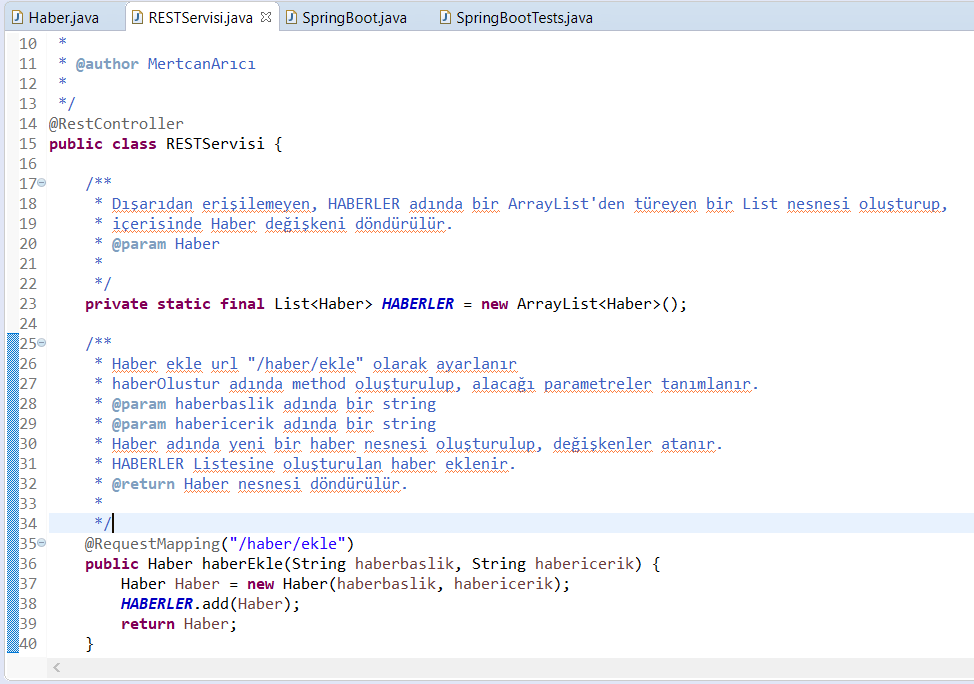 Haber.java RESTServisi.java SpringBoot.java SpringBootTests.java
10 *
11 * @author MertcanArıcı
12 *
13 */
14 @RestController
15 public class RESTServisi {
16
17 /**
18 * Dışarıdan erişilemeyen, HABERLER adında bir ArrayList'den türeyen bir List nesnesi oluşturup,
19 * içerisinde Haber değişkeni döndürülür.
20 * @param Haber
21 *
22 */
23 private static final List<Haber> HABERLER = new ArrayList<Haber>();
24
25 /**
26 * Haber ekle url "/haber/ekle" olarak ayarlanır
27 * haberOlustur adında method oluşturulup, alacağı parametreler tanımlanır.
28 * @param haberbaslik adında bir string
29 * @param habericerik adında bir string
30 * Haber adında yeni bir haber nesnesi oluşturulup, değişkenler atanır.
31 * HABERLER Listesine oluşturulan haber eklenir.
32 * @return Haber nesnesi döndürülür.
33 *
34 */
35 @RequestMapping("/haber/ekle")
36 public Haber haberEkle(String haberbaslik, String habericerik) {
37 Haber Haber = new Haber(haberbaslik, habericerik);
38 HABERLER.add(Haber);
39 return Haber;
40 }